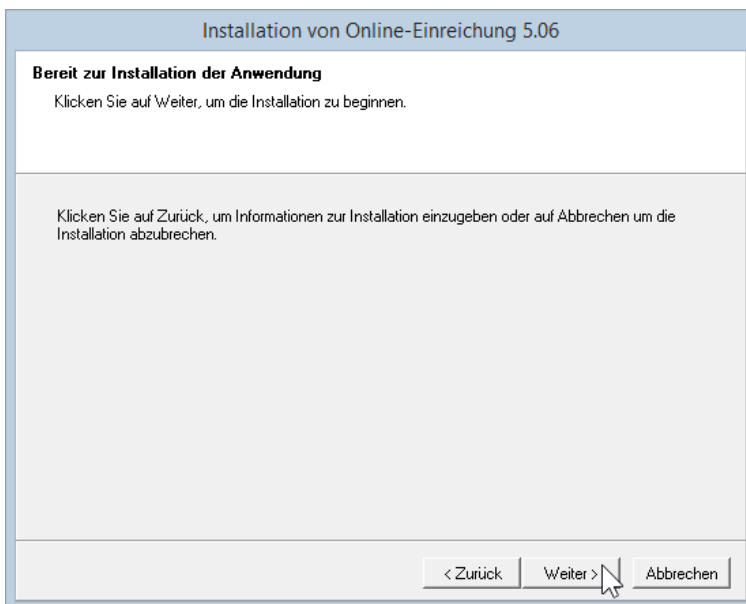 Installation von Online-Einreichung 5.06
Bereit zur Installation der Anwendung
Klicken Sie auf Weiter, um die Installation zu beginnen.
Klicken Sie auf Zurück, um Informationen zur Installation einzugeben oder auf Abbrechen um die
Installation abzubrechen.
< Zurück Weiter > Abbrechen